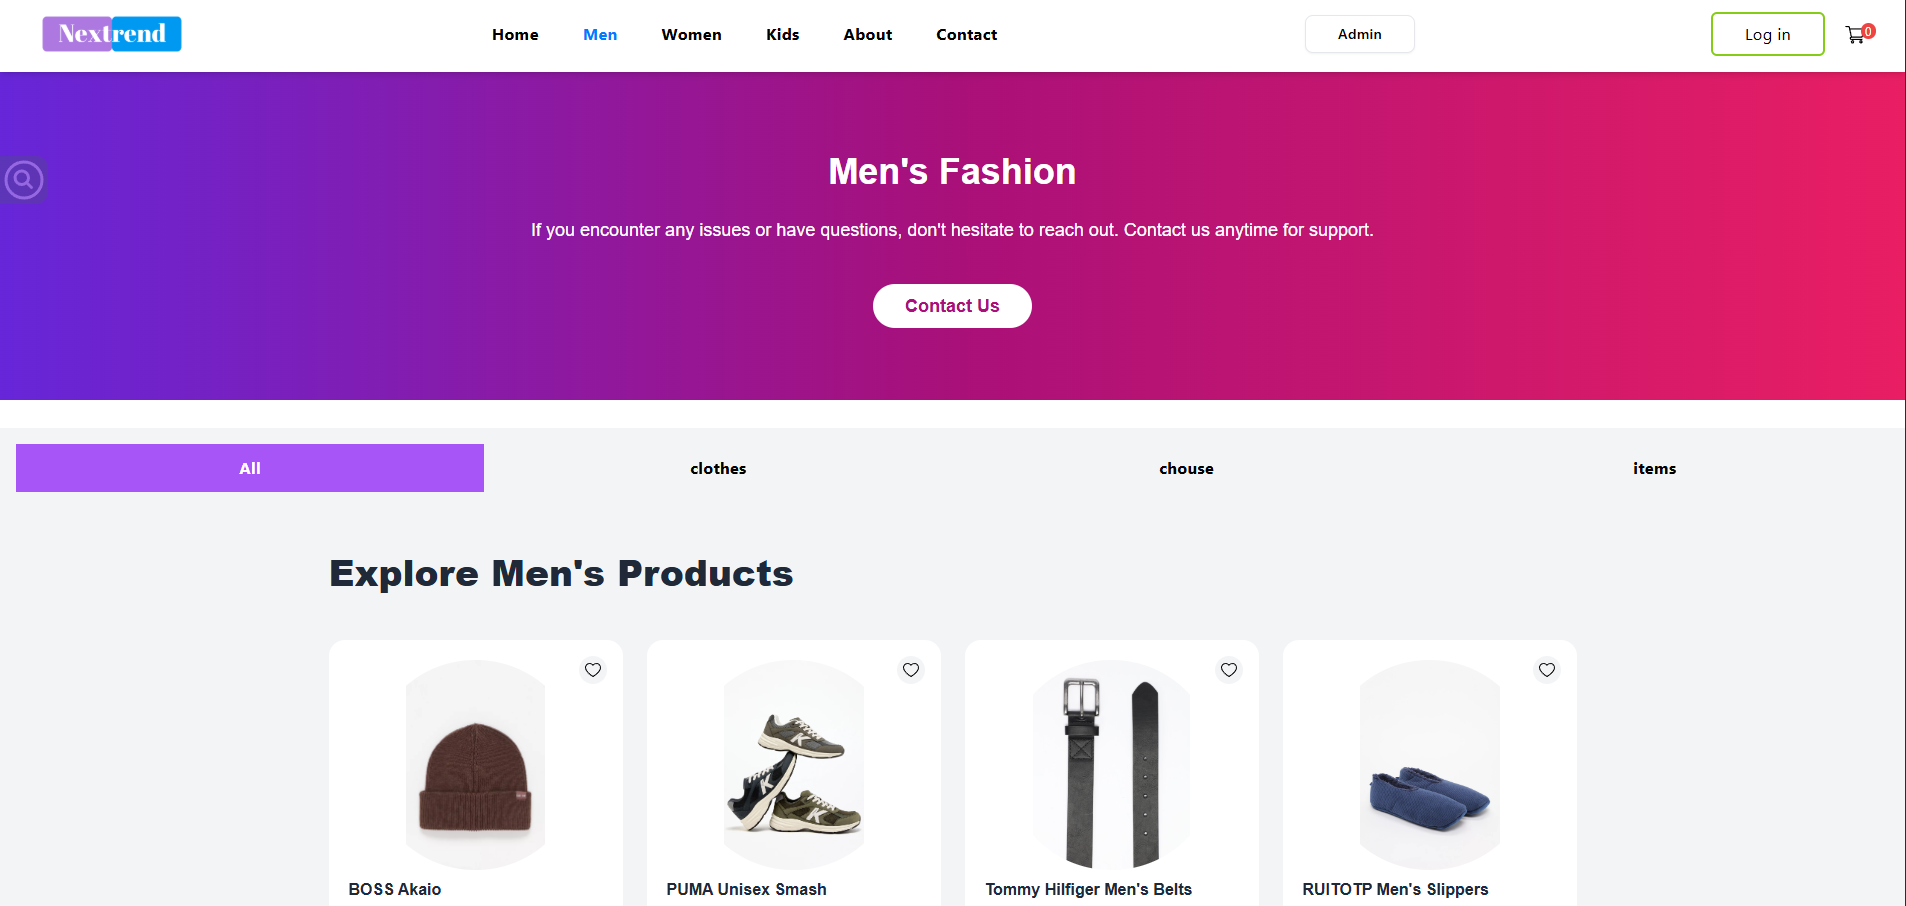 Nextrend
Home Men Women Kids About Contact
Admin
Log in
0
Men's Fashion
If you encounter any issues or have questions, don't hesitate to reach out. Contact us anytime for support.
Contact Us
All clothes chouse items
Explore Men's Products
BOSS Akaio
PUMA Unisex Smash
Tommy Hilfiger Men's Belts
RUITOTP Men's Slippers